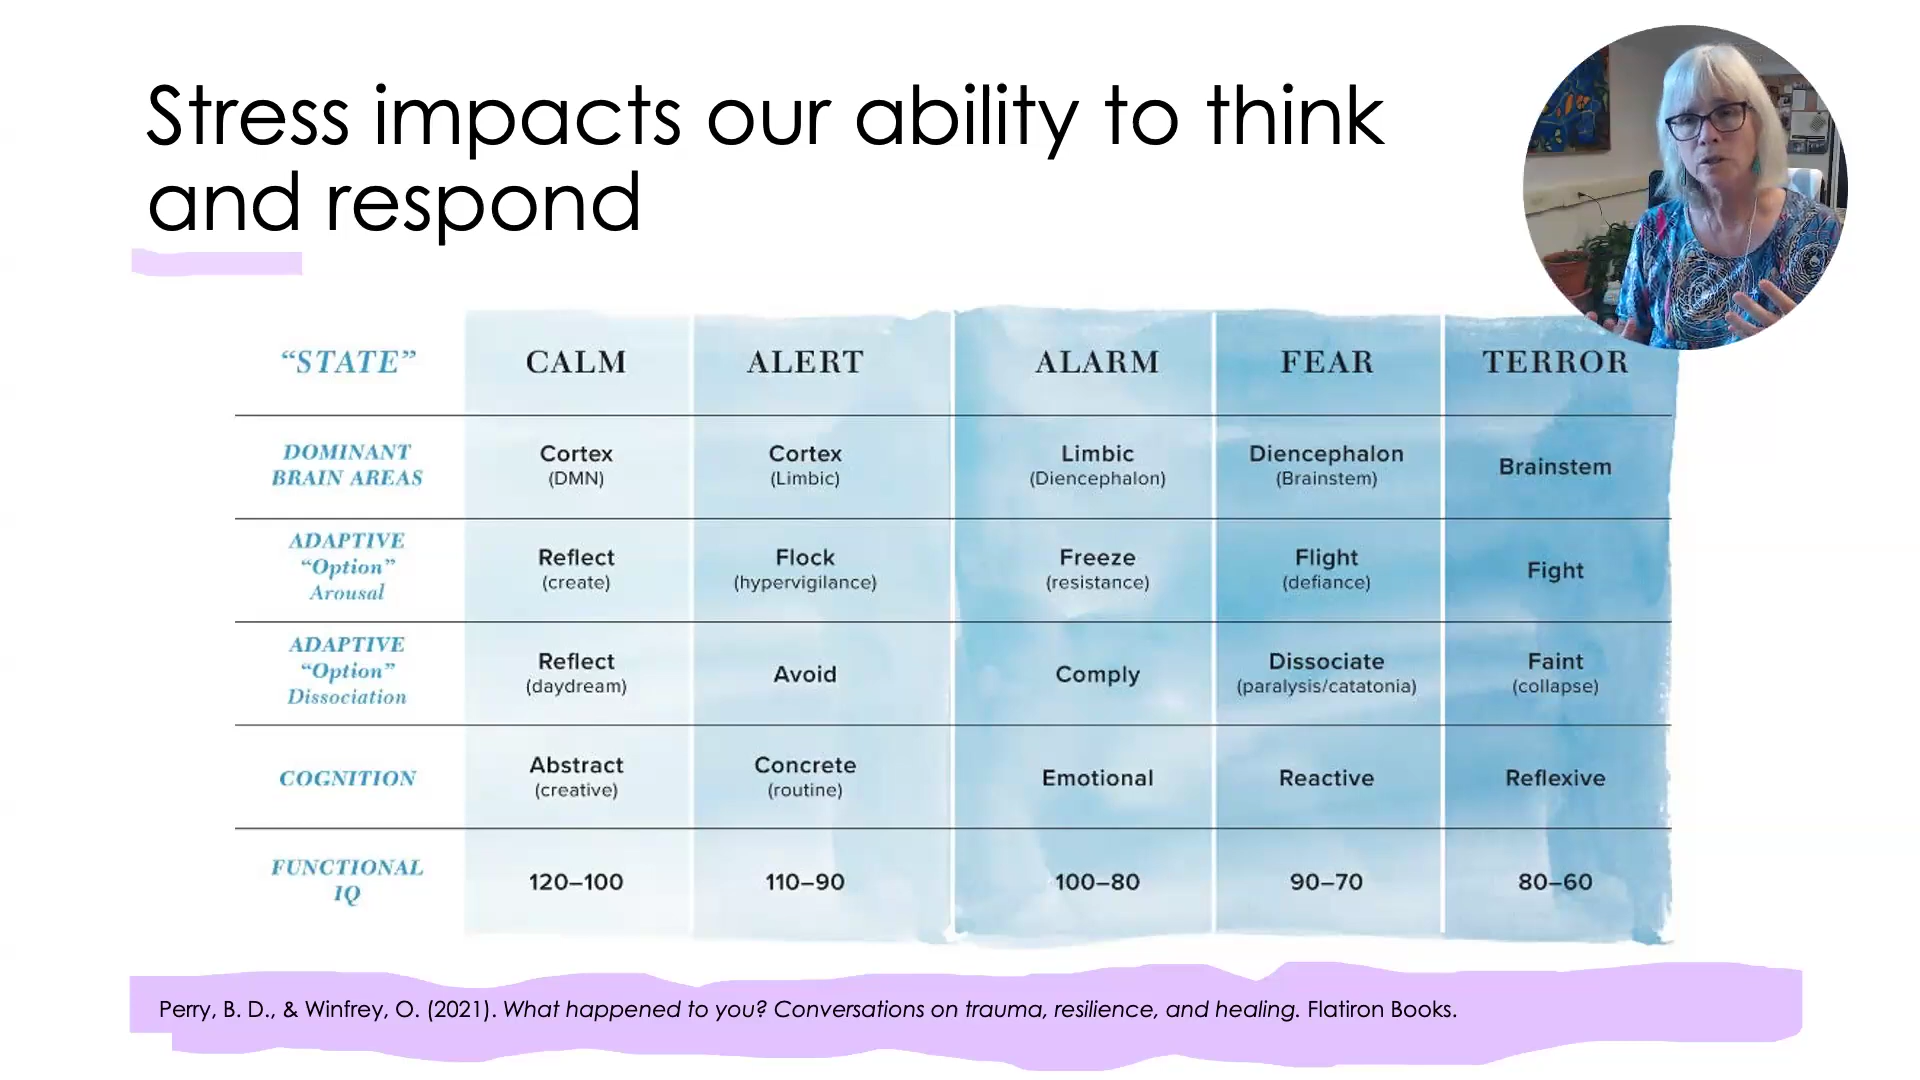 Stress impacts our ability to think
and respond
“STATE” CALM ALERT ALARM FEAR TERROR
DOMINANT
BRAIN AREAS
Cortex
(DMN)
Cortex
(Limbic)
Limbic
(Diencephalon)
Diencephalon
(Brainstem)
Brainstem
ADAPTIVE
“Option”
Arousal
Reflect
(create)
Flock
(hypervigilance)
Freeze
(resistance)
Flight
(defiance)
Fight
ADAPTIVE
“Option”
Dissociation
Reflect
(daydream)
Avoid
Comply
Dissociate
(paralysis/catatonia)
Faint
(collapse)
COGNITION
Abstract
(creative)
Concrete
(routine)
Emotional
Reactive
Reflexive
FUNCTIONAL
IQ
120–100
110–90
100–80
90–70
80–60
Perry, B. D., & Winfrey, O. (2021). What happened to you? Conversations on trauma, resilience, and healing. Flatiron Books.